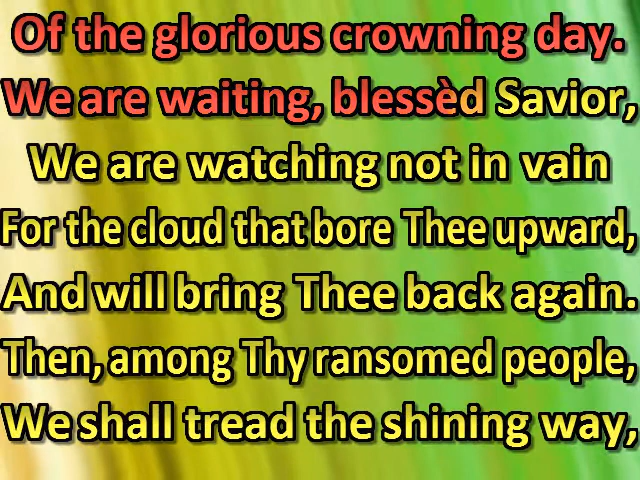 Of the glorious crowning day.
We are waiting, blessèd Savior,
We are watching not in vain
For the cloud that bore Thee upward,
And will bring Thee back again.
Then, among Thy ransomed people,
We shall tread the shining way,